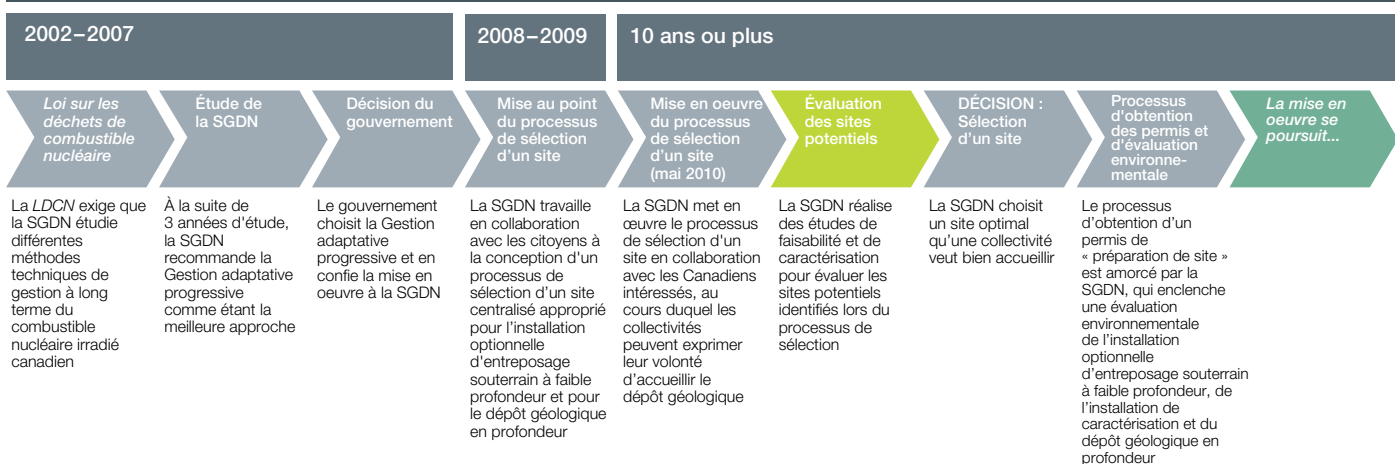 2002–2007
2008–2009
10 ans ou plus
Loi sur les
déchets de
combustible
nucléaire
Étude de
la SGDN
Décision du
gouvernement
Mise au point
du processus
de sélection
d'un site
Mise en oeuvre
du processus
de sélection
d'un site
(mai 2010)
Évaluation
des sites
potentiels
DÉCISION :
Sélection
d'un site
Processus
d'obtention
des permis et
d'évaluation
environne-
mentale
La mise en
oeuvre se
poursuit...
La LDCN exige que
la SGDN étudie
différentes
méthodes
techniques de
gestion à long
terme du
combustible
nucléaire irradié
canadien
À la suite de
3 années d'étude,
la SGDN
recommande la
Gestion adaptative
progressive
comme étant la
meilleure approche
Le gouvernement
choisit la Gestion
adaptative
progressive et en
confie la mise en
oeuvre à la SGDN
La SGDN travaille
en collaboration
avec les citoyens à
la conception d'un
processus de
sélection d'un site
centralisé approprié
pour l'installation
optionnelle
d'entreposage
souterrain à faible
profondeur et pour
le dépôt géologique
en profondeur
La SGDN met en
œuvre le processus
de sélection d'un
site en collaboration
avec les Canadiens
intéressés, au
cours duquel les
collectivités
peuvent exprimer
leur volonté
d'accueillir le
dépôt géologique
La SGDN réalise
des études de
faisabilité et de
caractérisation
pour évaluer les
sites potentiels
identifiés lors du
processus de
sélection
La SGDN choisit
un site optimal
qu'une collectivité
veut bien accueillir
Le processus
d'obtention d'un
permis de
« préparation de site »
est amorcé par la
SGDN, qui enclenche
une évaluation
environnementale
de l'installation
optionnelle
d'entreposage souterrain
à faible profondeur, de
l'installation de
caractérisation et du
dépôt géologique en
profondeur